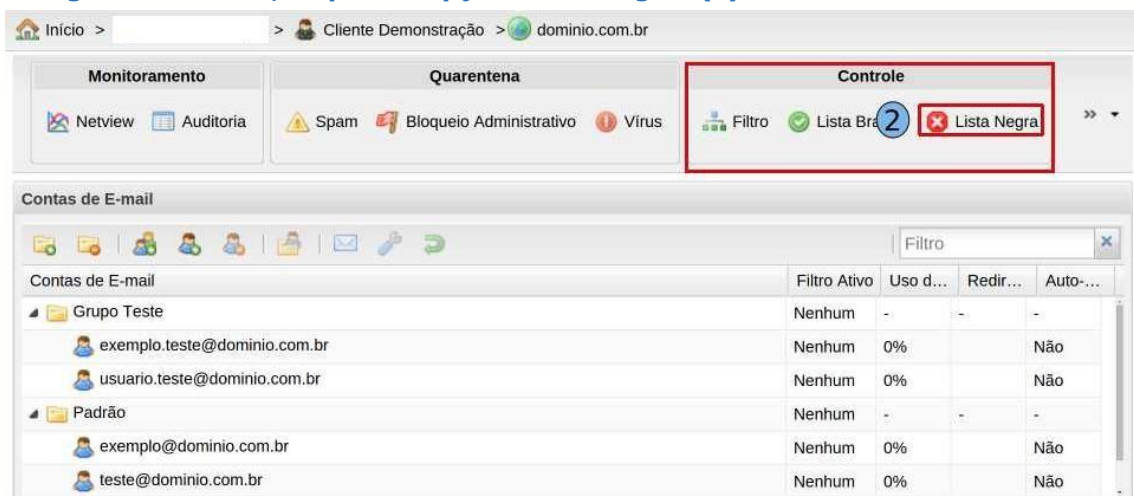 Início > > Cliente Demonstração > dominio.com.br
Monitoramento Quarentena Controle
Netview Auditoria Spam Bloqueio Administrativo Vírus Filtro Lista 2 Lista Negra »
Contas de E-mail
Filtro
Contas de E-mail Filtro Ativo Uso d... Redir... Auto-...
Grupo Teste Nenhum - - -
exemplo.teste@dominio.com.br Nenhum 0% Não
usuario.teste@dominio.com.br Nenhum 0% Não
Padrão Nenhum - - -
exemplo@dominio.com.br Nenhum 0% Não
teste@dominio.com.br Nenhum 0% Não